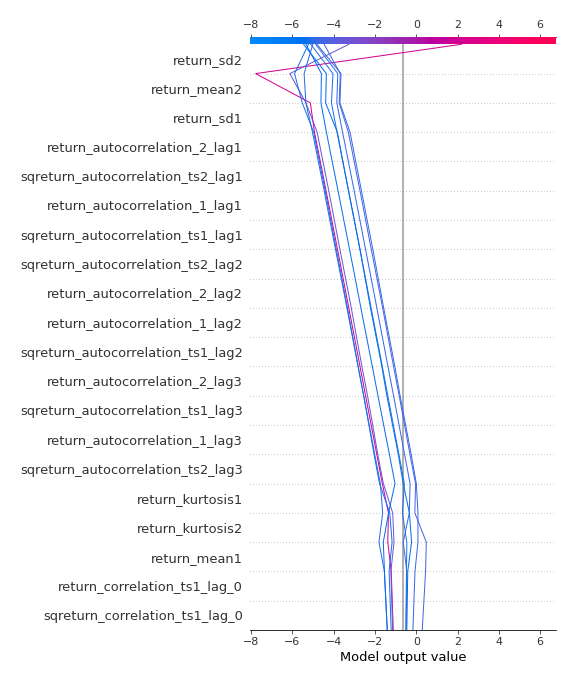 −8 −6 −4 −2 0 2 4 6
return_sd2
return_mean2
return_sd1
return_autocorrelation_2_lag1
sqreturn_autocorrelation_ts2_lag1
return_autocorrelation_1_lag1
sqreturn_autocorrelation_ts1_lag1
sqreturn_autocorrelation_ts2_lag2
return_autocorrelation_2_lag2
return_autocorrelation_1_lag2
sqreturn_autocorrelation_ts1_lag2
return_autocorrelation_2_lag3
sqreturn_autocorrelation_ts1_lag3
return_autocorrelation_1_lag3
sqreturn_autocorrelation_ts2_lag3
return_kurtosis1
return_kurtosis2
return_mean1
return_correlation_ts1_lag_0
sqreturn_correlation_ts1_lag_0
−8 −6 −4 −2 0 2 4 6
Model output value